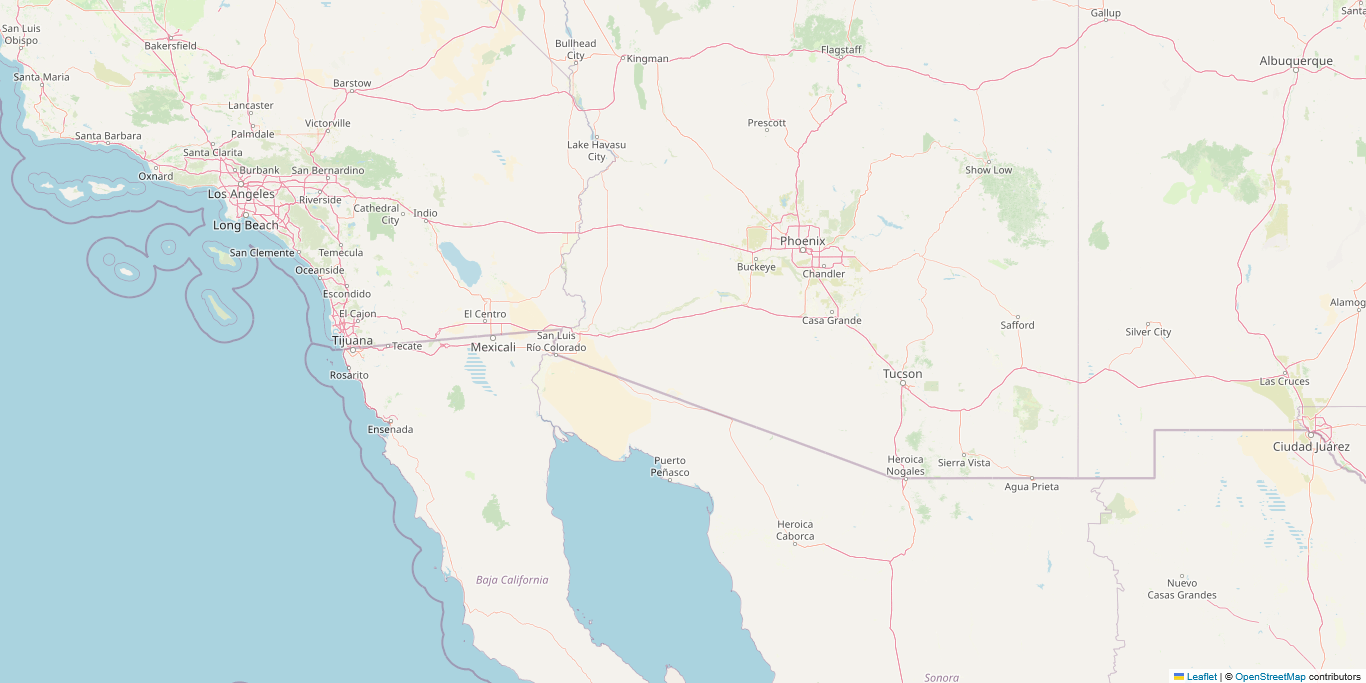 Gallup
Santa
San Luis
Obispo
Bakersfield
Bullhead
City
Kingman
Flagstaff
Albuquerque
Santa Maria
Barstow
Lancaster
Victorville
Prescott
Palmdale
Santa Barbara
Lake Havasu
City
Santa Clarita
Oxnard
Burbank
San Bernardino
Show Low
Los Angeles
Riverside
Cathedral
City
Indio
Long Beach
Phoenix
San Clemente
Temecula
Buckeye
Chandler
Oceanside
Escondido
Alamog
El Cajon
El Centro
Casa Grande
Safford
Silver City
San Luis
Río Colorado
Tijuana
Tecate
Mexicali
Rosarito
Tucson
Las Cruces
Ensenada
Ciudad Juárez
Puerto
Peñasco
Heroica
Nogales
Sierra Vista
Agua Prieta
Heroica
Caborca
Baja California
Nuevo
Casas Grandes
Sonora
Leaflet | © OpenStreetMap contributors